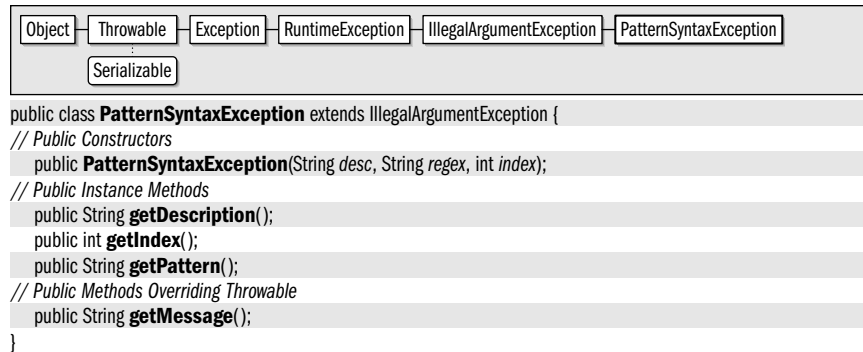 Object Throwable Exception RuntimeException IllegalArgumentException PatternSyntaxException
Serializable
public class PatternSyntaxException extends IllegalArgumentException {
// Public Constructors
public PatternSyntaxException(String desc, String regex, int index);
// Public Instance Methods
public String getDescription();
public int getIndex();
public String getPattern();
// Public Methods Overriding Throwable
public String getMessage();
}